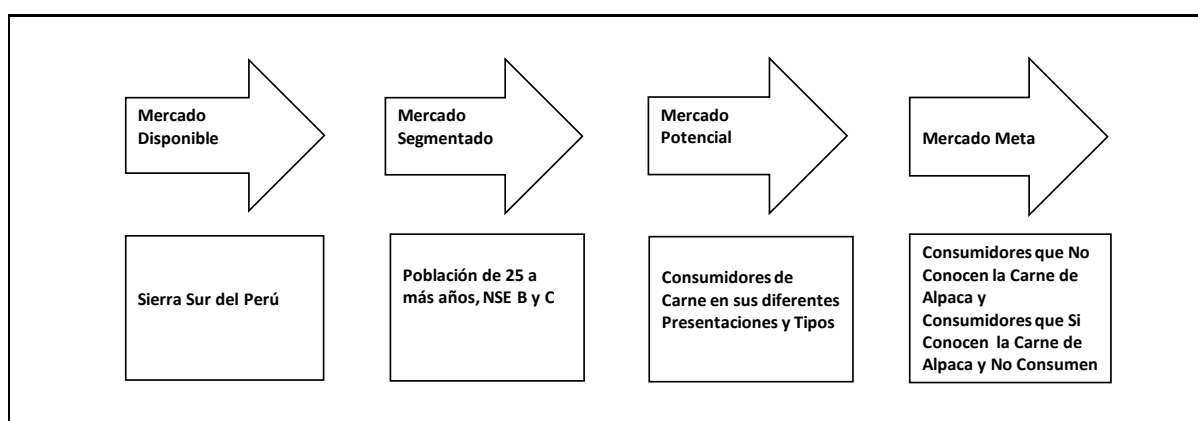 Mercado
Disponible
Mercado
Segmentado
Mercado
Potencial
Mercado Meta
Sierra Sur del Perú
Población de 25 a
más años, NSE B y C
Consumidores de
Carne en sus diferentes
Presentaciones y Tipos
Consumidores que No
Conocen la Carne de
Alpaca y
Consumidores que Si
Conocen la Carne de
Alpaca y No Consumen